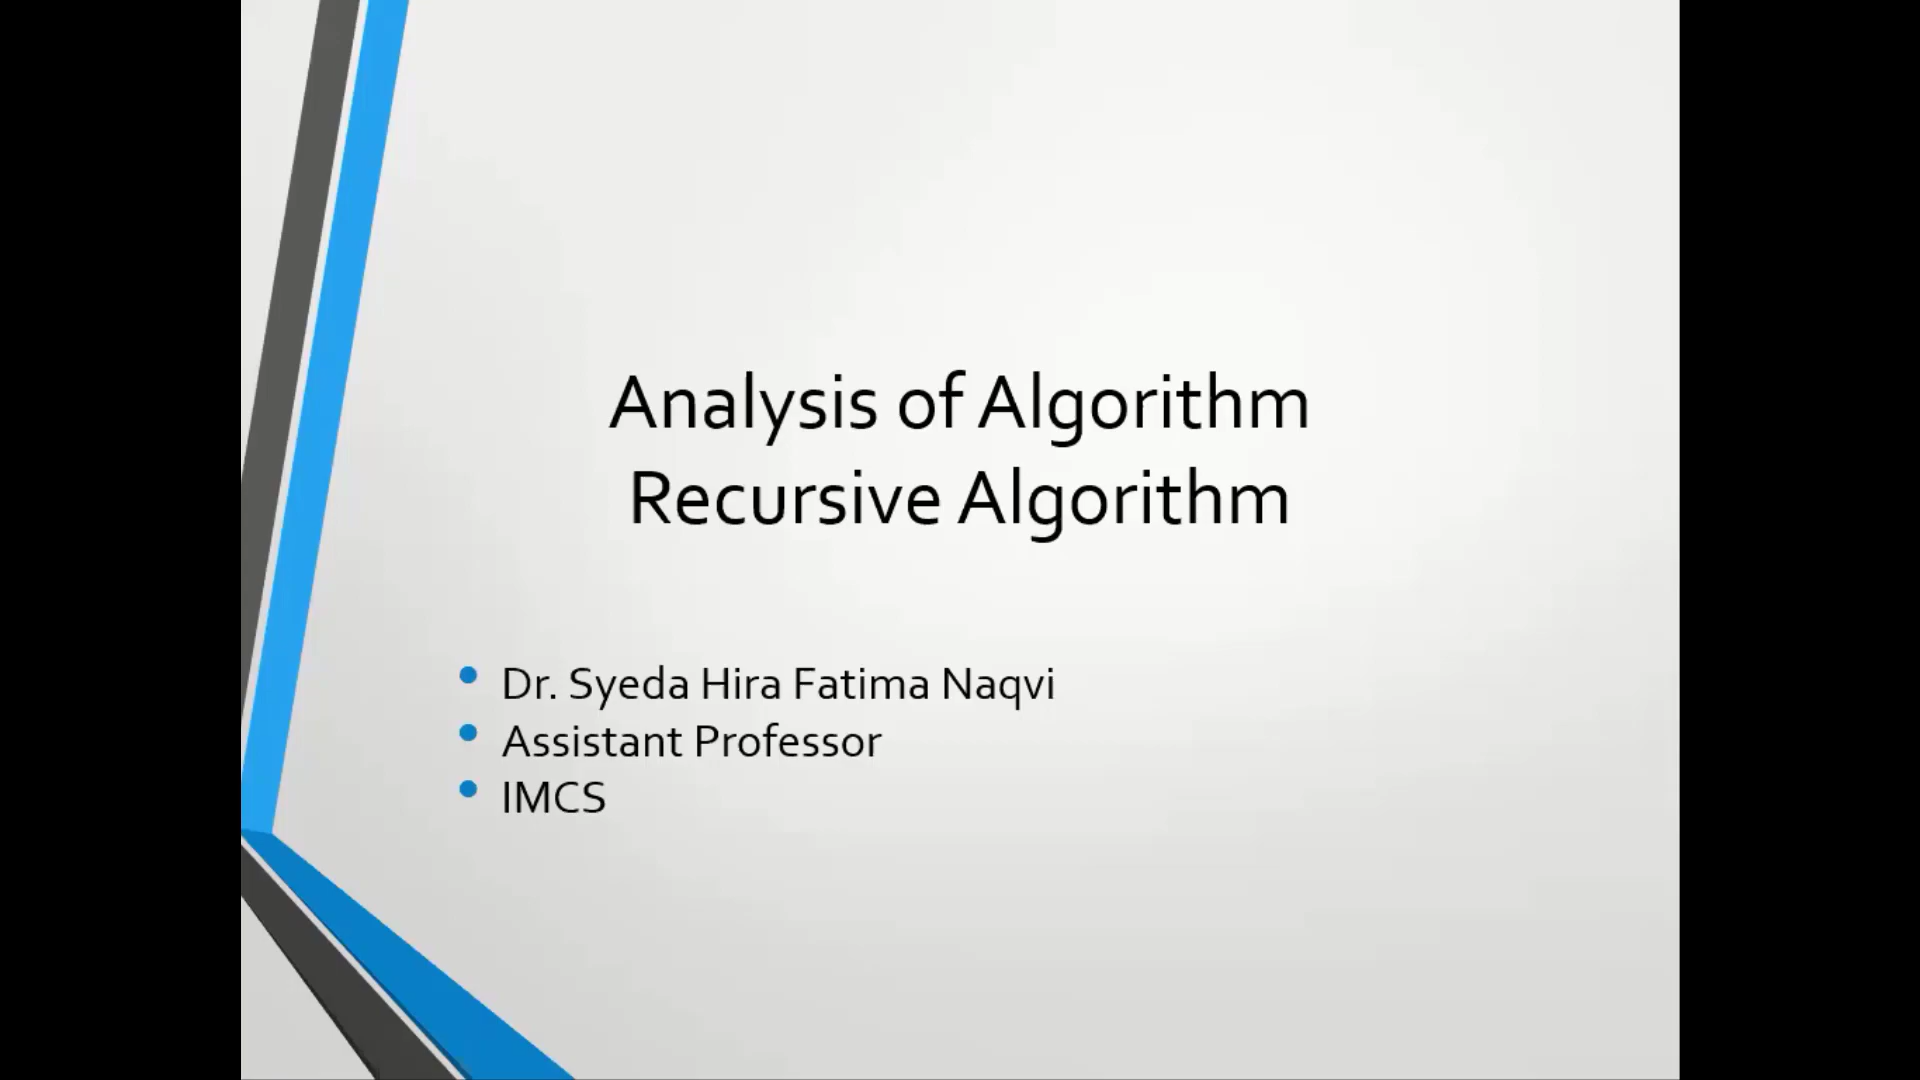 Analysis of Algorithm
Recursive Algorithm
• Dr. Syeda Hira Fatima Naqvi
• Assistant Professor
• IMCS